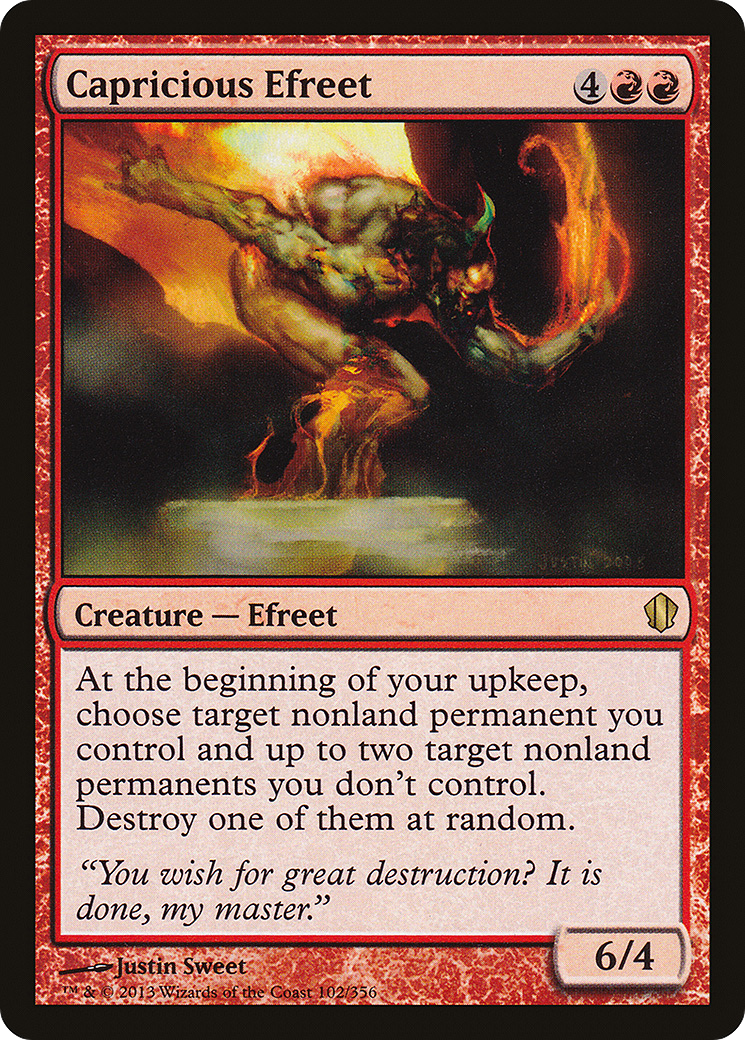 Capricious Efreet 4
JUSTIN 2008
Creature — Efreet
At the beginning of your upkeep,
choose target nonland permanent you
control and up to two target nonland
permanents you don't control.
Destroy one of them at random.
“You wish for great destruction? It is
done, my master.”
6/4
Justin Sweet
™ & © 2013 Wizards of the Coast 102/356